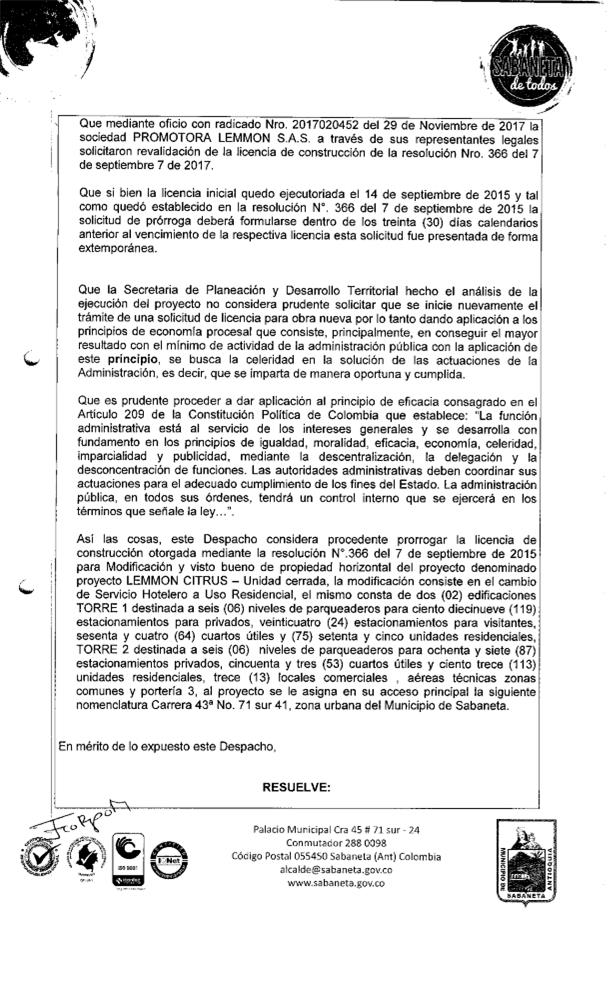 SABANETA
de todos
Que mediante oficio con radicado Nro. 2017020452 del 29 de Noviembre de 2017 la
sociedad PROMOTORA LEMMON S.A.S. a través de sus representantes legales
solicitaron revalidación de la licencia de construcción de la resolución Nro. 366 del 7
de septiembre 7 de 2017.
Que si bien la licencia inicial quedo ejecutoriada el 14 de septiembre de 2015 y tal
como quedó establecido en la resolución N°. 366 del 7 de septiembre de 2015 la
solicitud de prórroga deberá formularse dentro de los treinta (30) días calendarios
anterior al vencimiento de la respectiva licencia esta solicitud fue presentada de forma
extemporánea.
Que la Secretaria de Planeación y Desarrollo Territorial hecho el análisis de la
ejecución del proyecto no considera prudente solicitar que se inicie nuevamente el
trámite de una solicitud de licencia para obra nueva por lo tanto dando aplicación a los
principios de economía procesal que consiste, principalmente, en conseguir el mayor
resultado con el mínimo de actividad de la administración pública con la aplicación de
este principio, se busca la celeridad en la solución de las actuaciones de la
Administración, es decir, que se imparta de manera oportuna y cumplida.
Que es prudente proceder a dar aplicación al principio de eficacia consagrado en el
Artículo 209 de la Constitución Política de Colombia que establece: "La función
administrativa está al servicio de los intereses generales y se desarrolla con
fundamento en los principios de igualdad, moralidad, eficacia, economía, celeridad,
imparcialidad y publicidad, mediante la descentralización, la delegación y la
desconcentración de funciones. Las autoridades administrativas deben coordinar sus
actuaciones para el adecuado cumplimiento de los fines del Estado. La administración
pública, en todos sus órdenes, tendrá un control interno que se ejercerá en los
términos que señale la ley...".
Así las cosas, este Despacho considera procedente prorrogar la licencia de
construcción otorgada mediante la resolución N°.366 del 7 de septiembre de 2015
para Modificación y visto bueno de propiedad horizontal del proyecto denominado
proyecto LEMMON CITRUS – Unidad cerrada, la modificación consiste en el cambio
de Servicio Hotelero a Uso Residencial, el mismo consta de dos (02) edificaciones
TORRE 1 destinada a seis (06) niveles de parqueaderos para ciento diecinueve (119)
estacionamientos para privados, veinticuatro (24) estacionamientos para visitantes,
sesenta y cuatro (64) cuartos útiles y (75) setenta y cinco unidades residenciales,
TORRE 2 destinada a seis (06) niveles de parqueaderos para ochenta y siete (87)
estacionamientos privados, cincuenta y tres (53) cuartos útiles y ciento trece (113)
unidades residenciales, trece (13) locales comerciales , aéreas técnicas zonas
comunes y portería 3, al proyecto se le asigna en su acceso principal la siguiente
nomenclatura Carrera 43ª No. 71 sur 41, zona urbana del Municipio de Sabaneta.
En mérito de lo expuesto este Despacho,
RESUELVE:
Palacio Municipal Cra 45 # 71 sur - 24
Conmutador 288 0098
Código Postal 055450 Sabaneta (Ant) Colombia
alcalde@sabaneta.gov.co
www.sabaneta.gov.co
ISO 9001
IQNet
MUNICIPIO DE
SABANETA
ANTIOQUIA